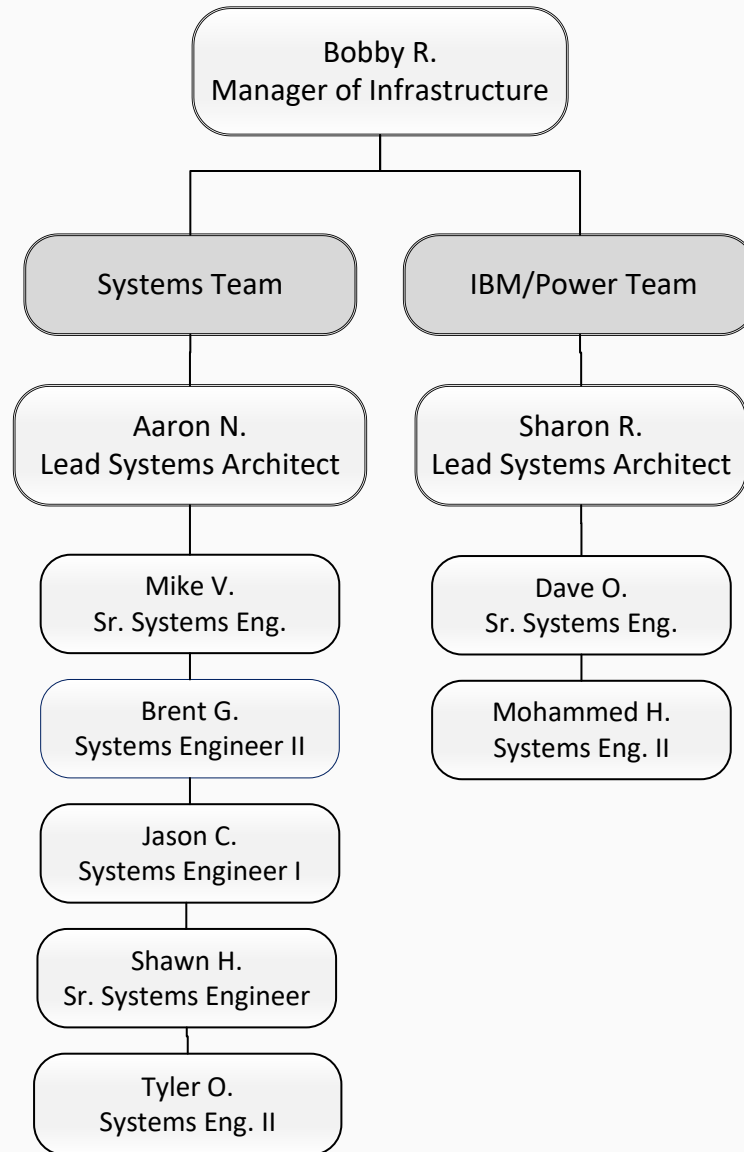 Bobby R.
Manager of Infrastructure
Systems Team
IBM/Power Team
Aaron N.
Lead Systems Architect
Sharon R.
Lead Systems Architect
Mike V.
Sr. Systems Eng.
Dave O.
Sr. Systems Eng.
Brent G.
Systems Engineer II
Mohammed H.
Systems Eng. II
Jason C.
Systems Engineer I
Shawn H.
Sr. Systems Engineer
Tyler O.
Systems Eng. II